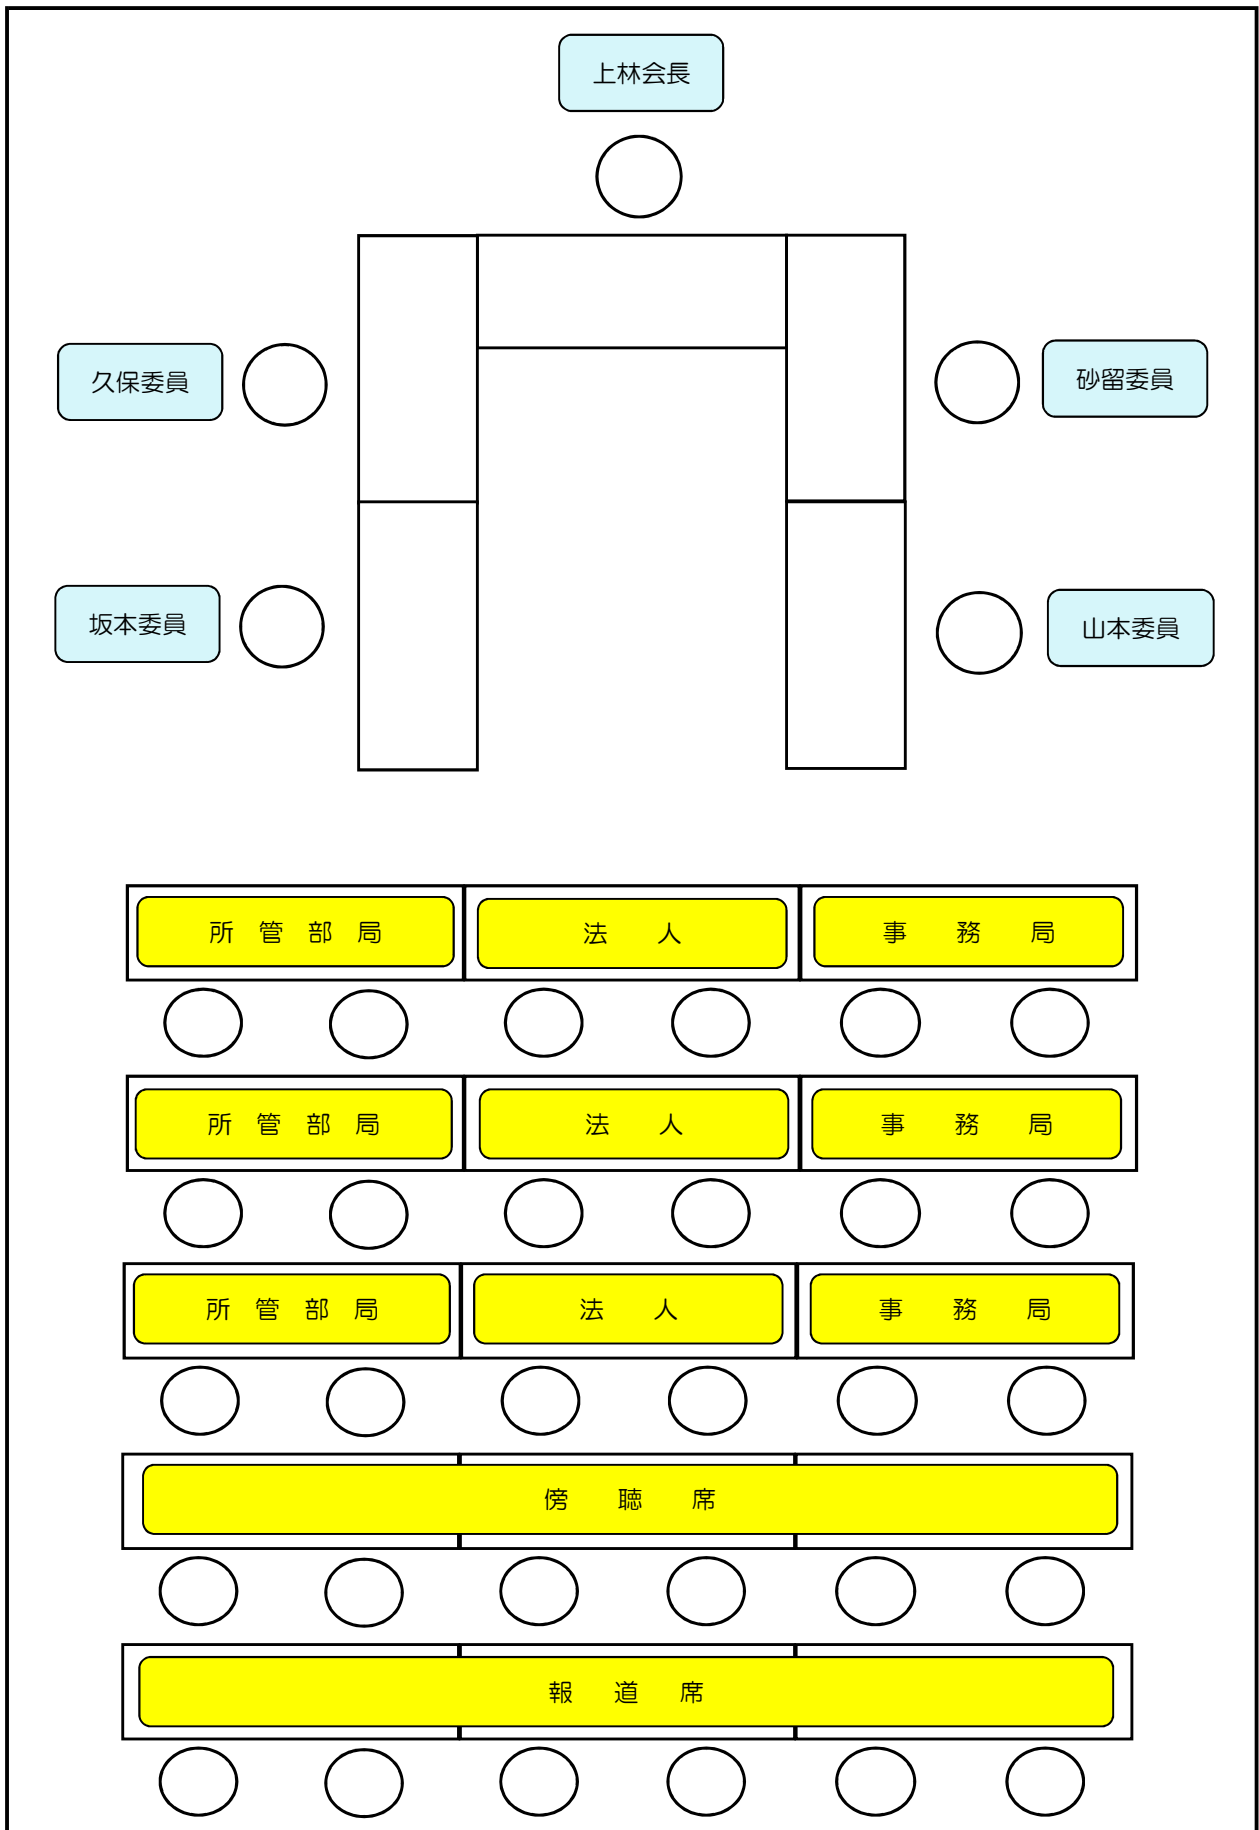 上林会長
久保委員
砂留委員
坂本委員
山本委員
所管部局 法人 事務局
所管部局 法人 事務局
所管部局 法人 事務局
傍聴席
報道席